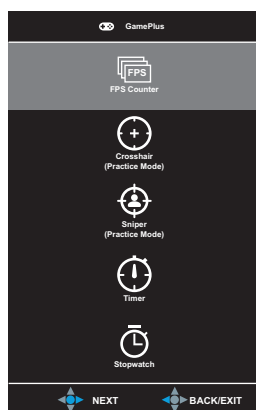 GamePlus
FPS
FPS Counter
Crosshair
(Practice Mode)
Sniper
(Practice Mode)
Timer
Stopwatch
NEXT BACK/EXIT